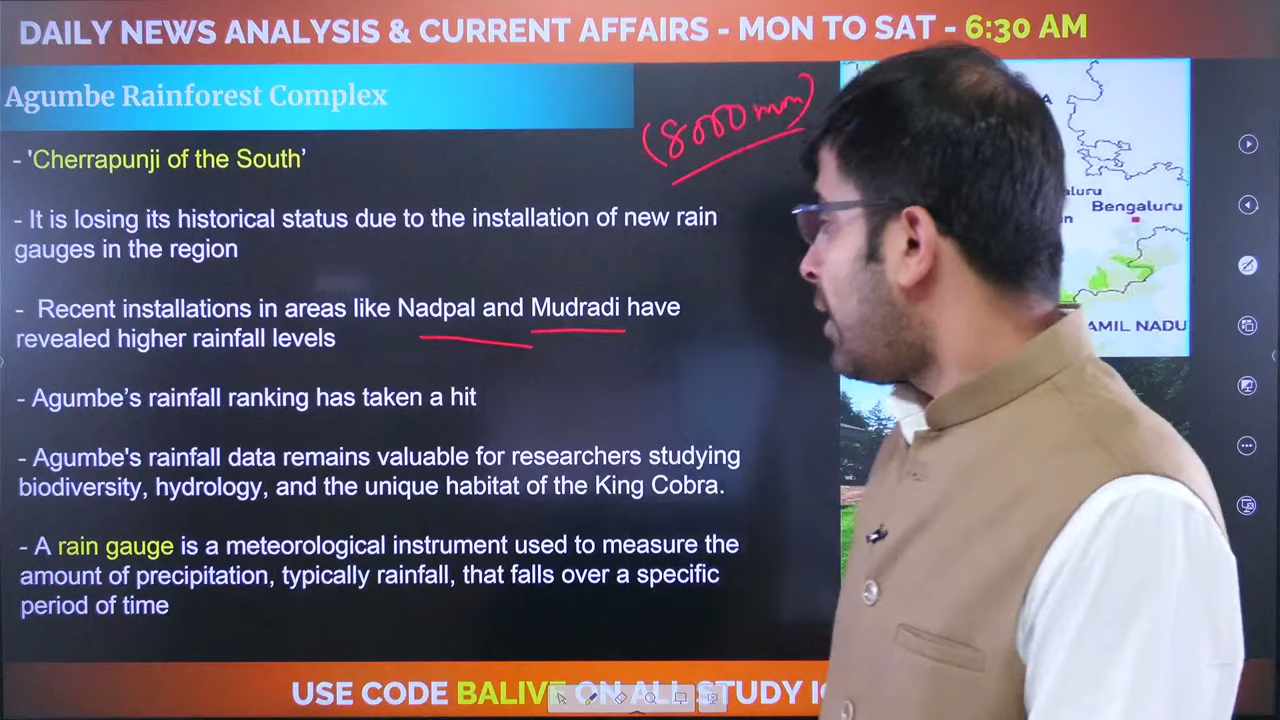 DAILY NEWS ANALYSIS & CURRENT AFFAIRS - MON TO SAT - 6:30 AM
Agumbe Rainforest Complex
(8000mm)
- 'Cherrapunji of the South'
- It is losing its historical status due to the installation of new rain
gauges in the region
- Recent installations in areas like Nadpal and Mudradi have
revealed higher rainfall levels
- Agumbe's rainfall ranking has taken a hit
- Agumbe's rainfall data remains valuable for researchers studying
biodiversity, hydrology, and the unique habitat of the King Cobra.
- A rain gauge is a meteorological instrument used to measure the
amount of precipitation, typically rainfall, that falls over a specific
period of time
aluru
Bengaluru
AMIL NADU
USE CODE BALIVE ON ALL STUDY